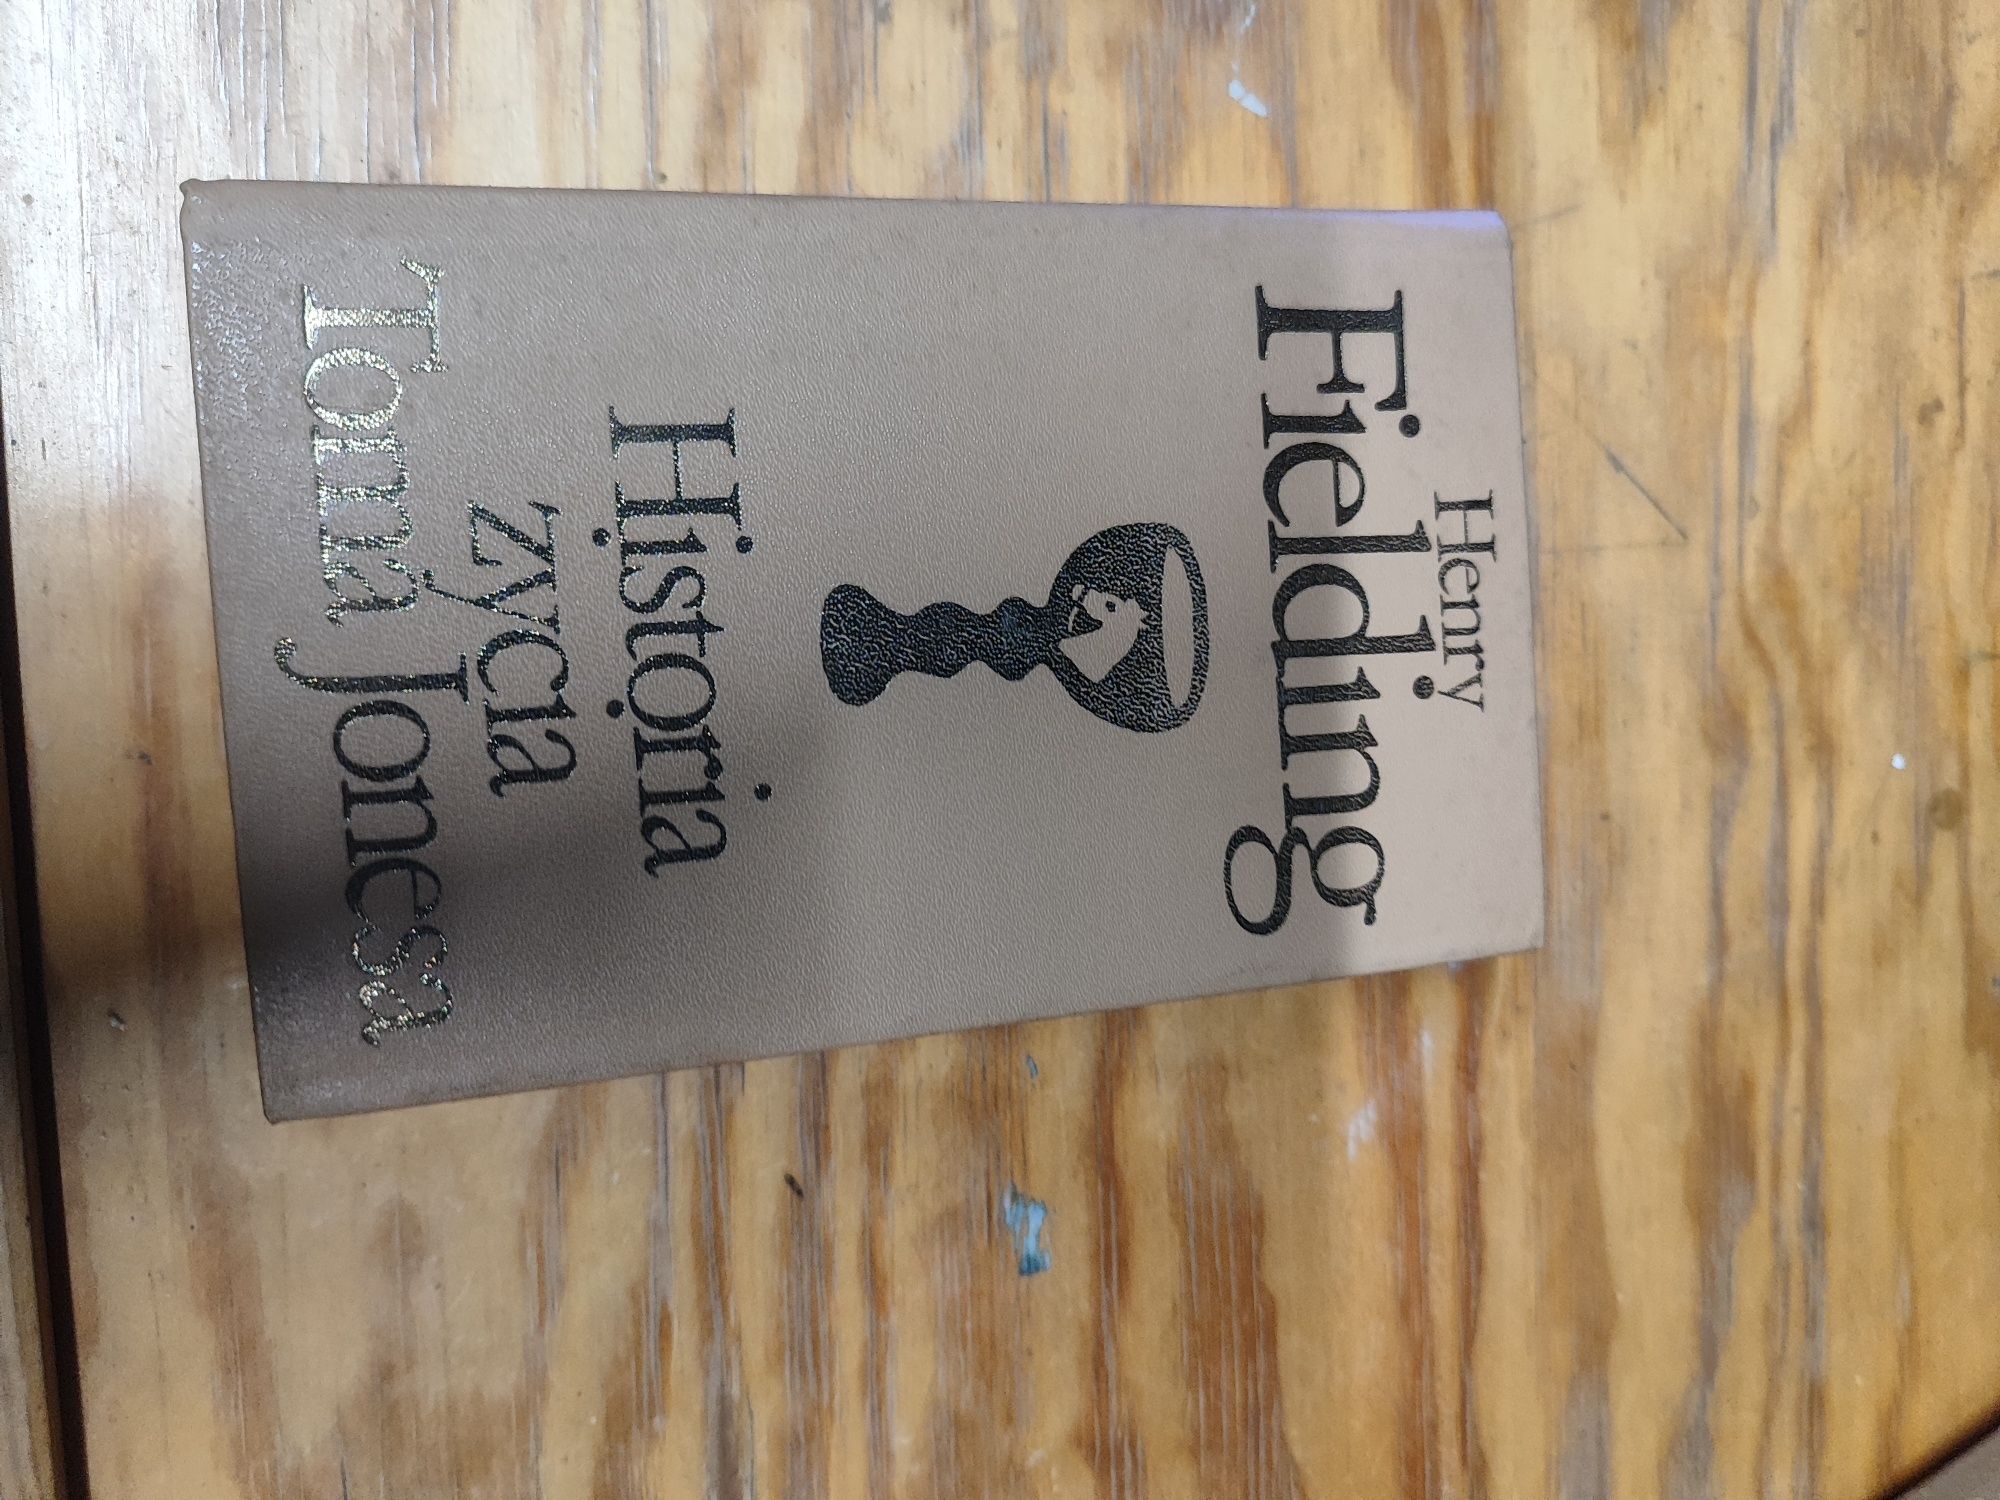 Henry
Fielding
Historia
życia
Toma Jonesa